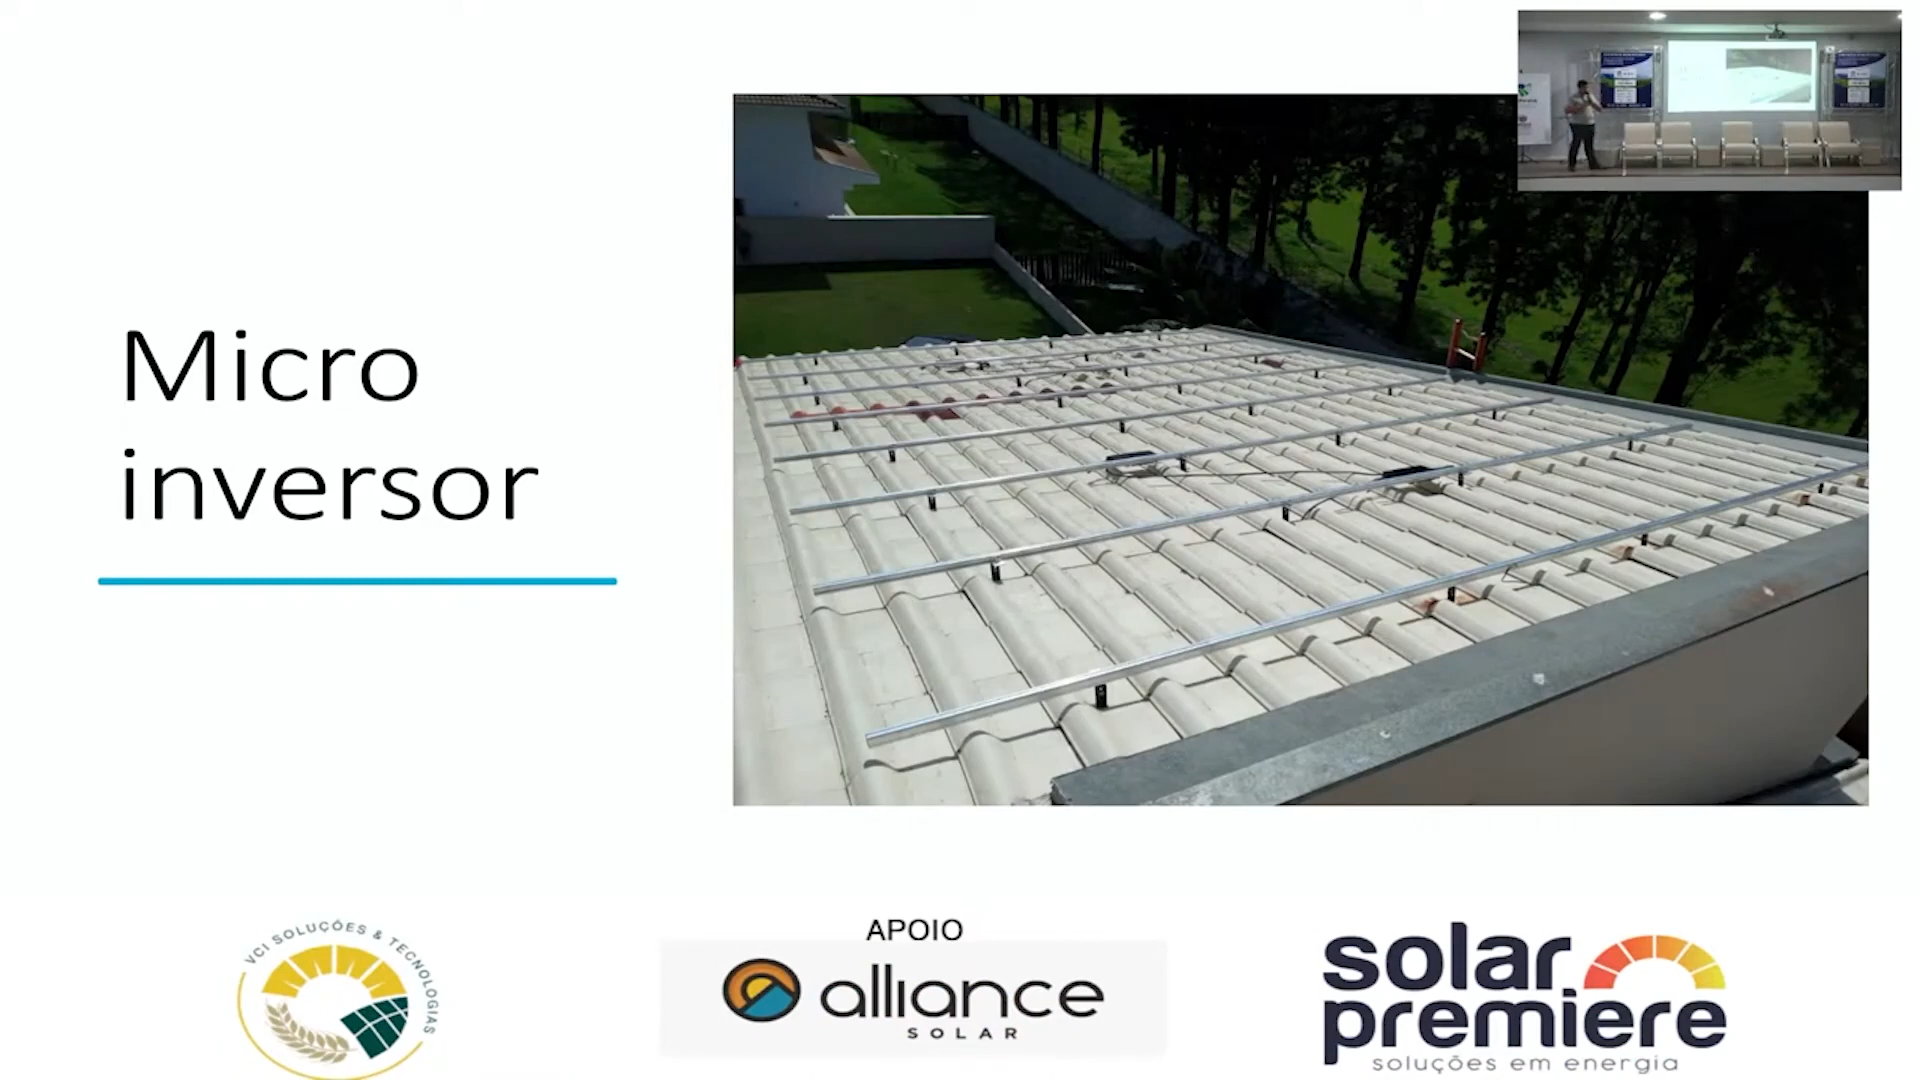 Micro
inversor
VCI SOLUÇÕES & TECNOLOGIAS
APOIO
alliance
SOLAR
solar
premiere
soluções em energia